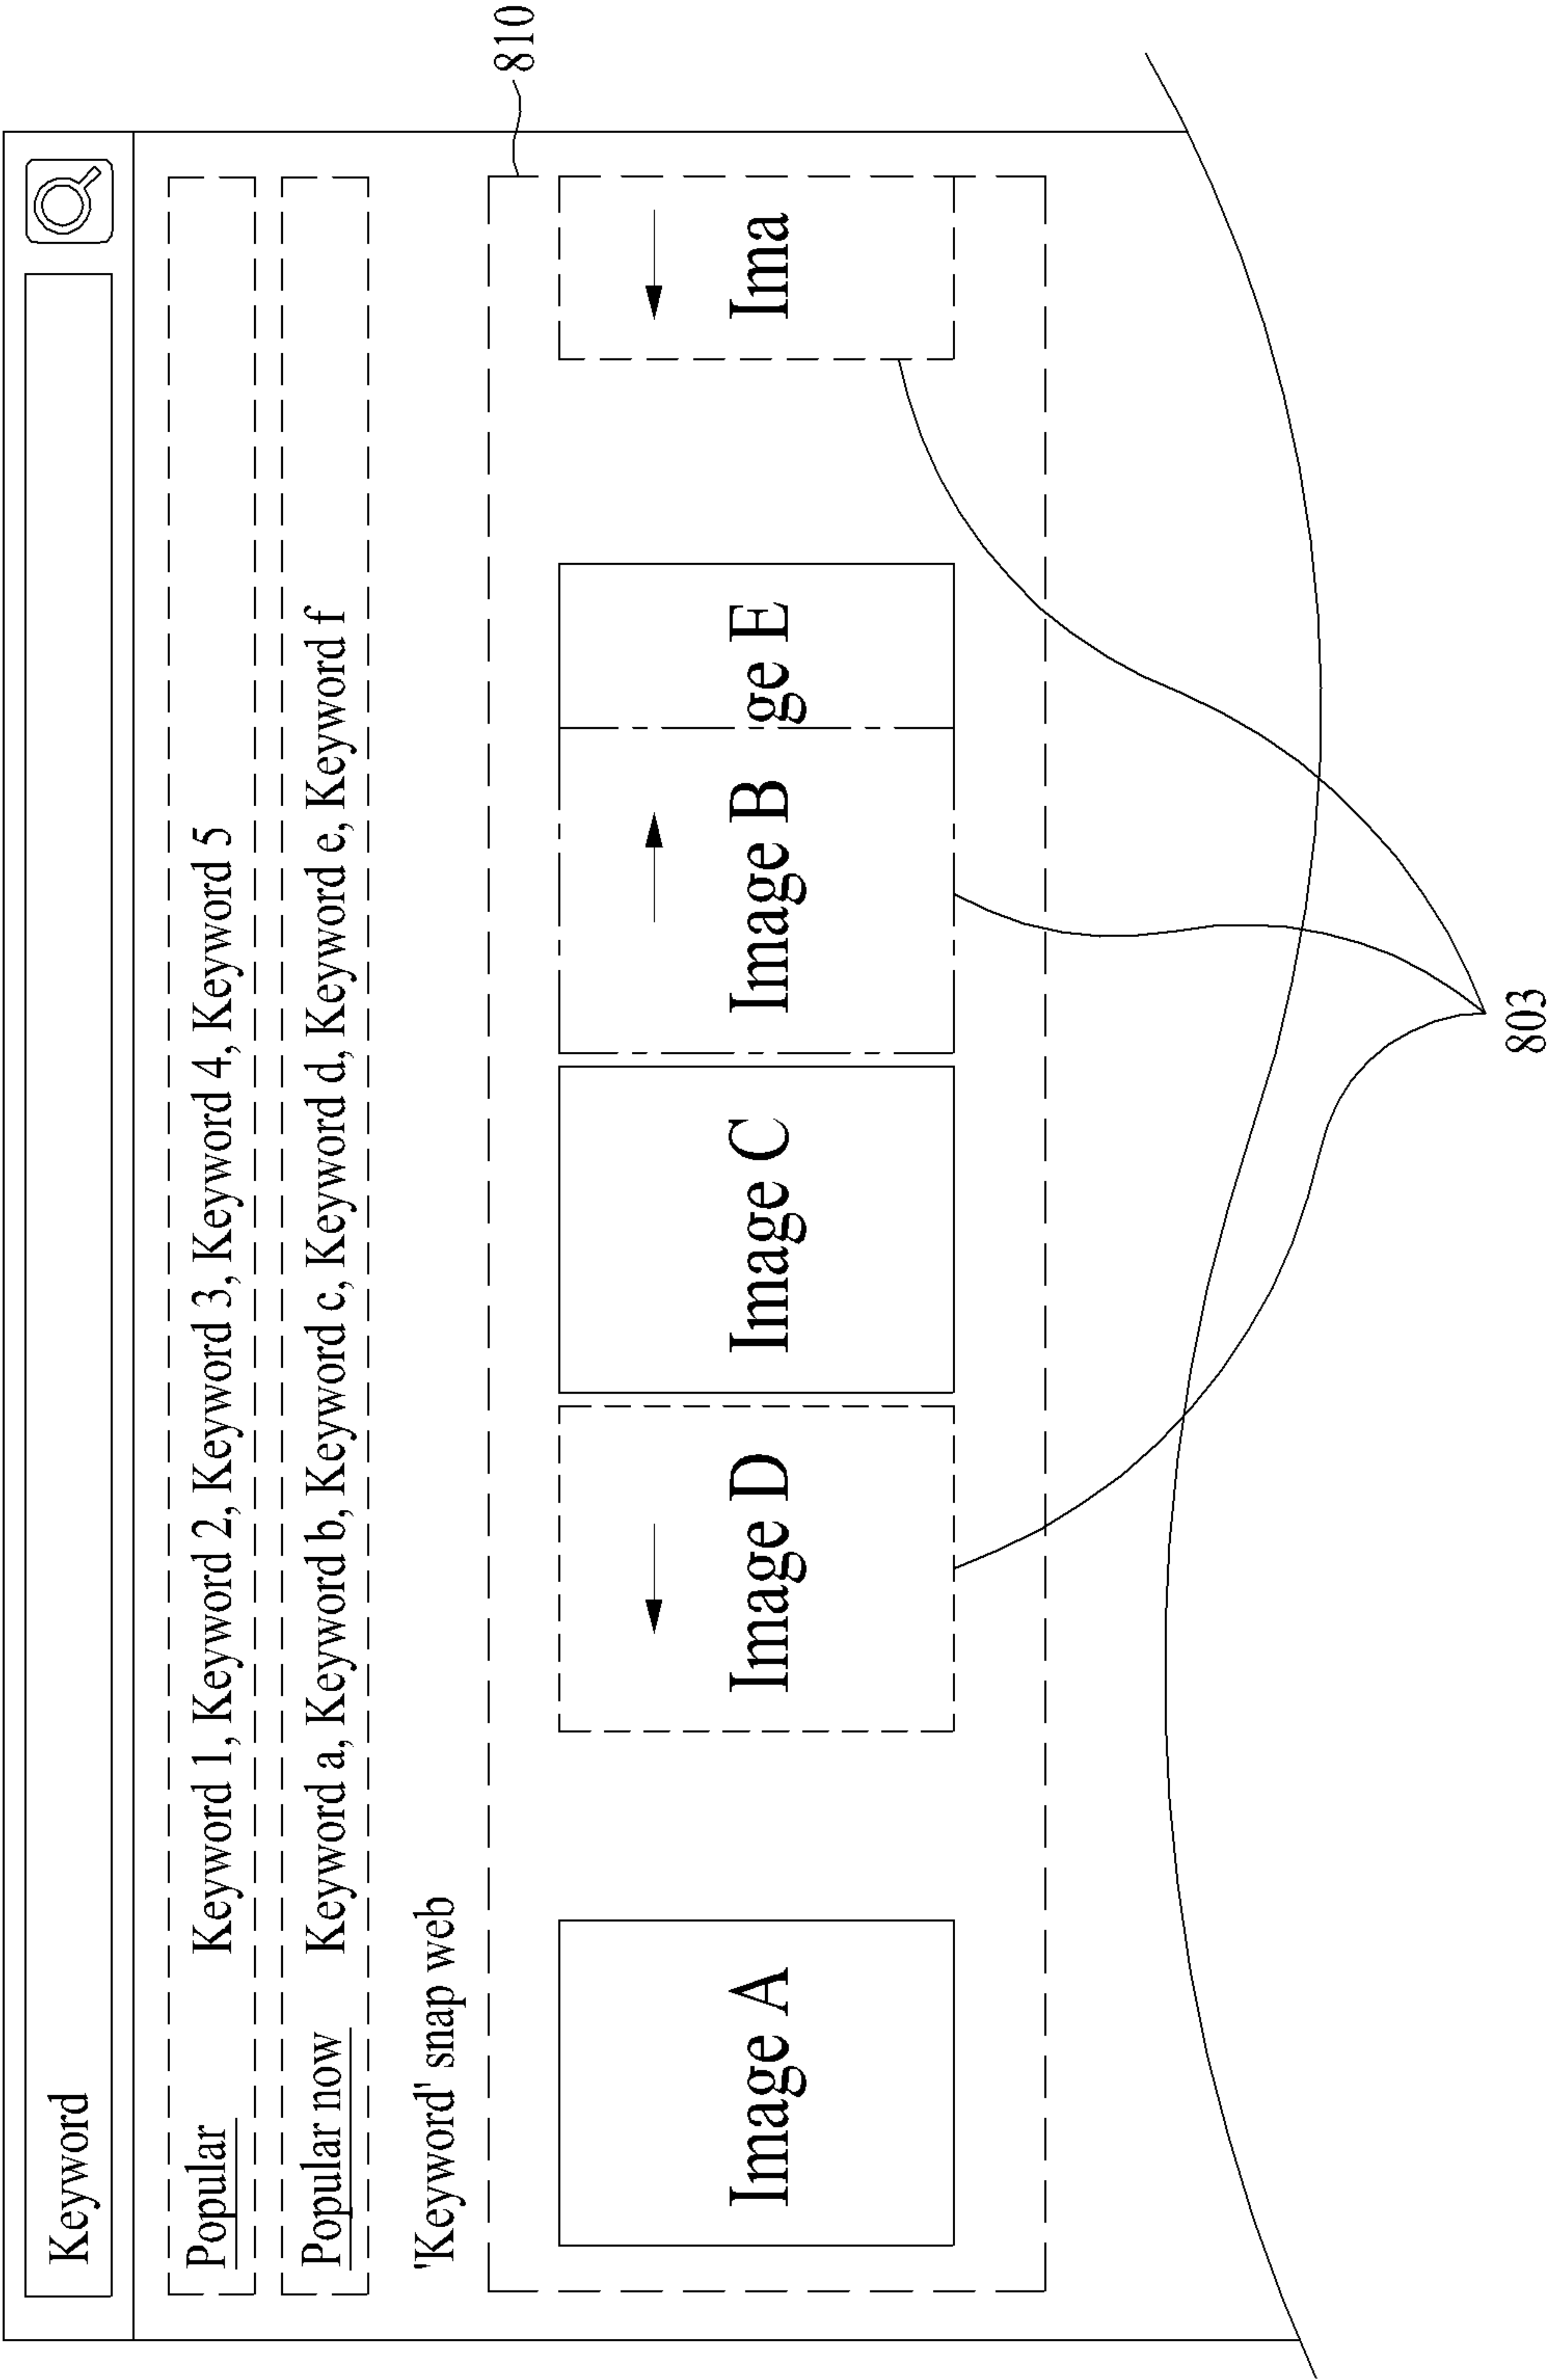 Keyword
Popular Keyword 1, Keyword 2, Keyword 3, Keyword 4, Keyword 5
Popular now Keyword a, Keyword b, Keyword c, Keyword d, Keyword e, Keyword f
'Keyword' snap web
810
Image A Image D Image C Image B ge E Ima
803